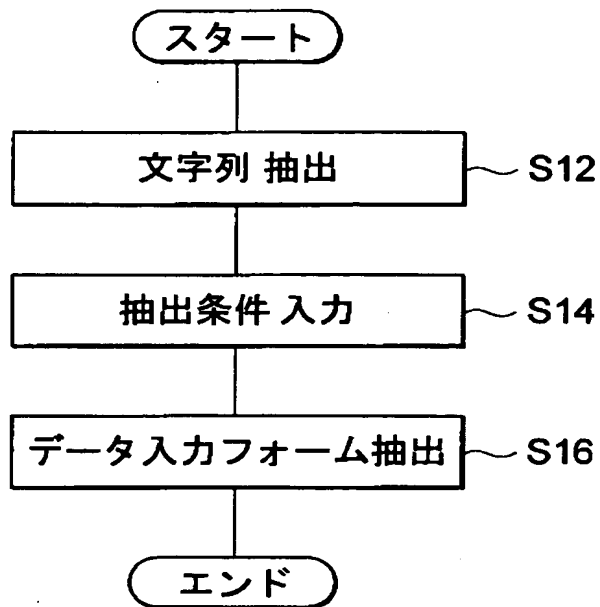 スタート
文字列 抽出 S12
抽出条件 入力 S14
データ入力フォーム抽出 S16
エンド